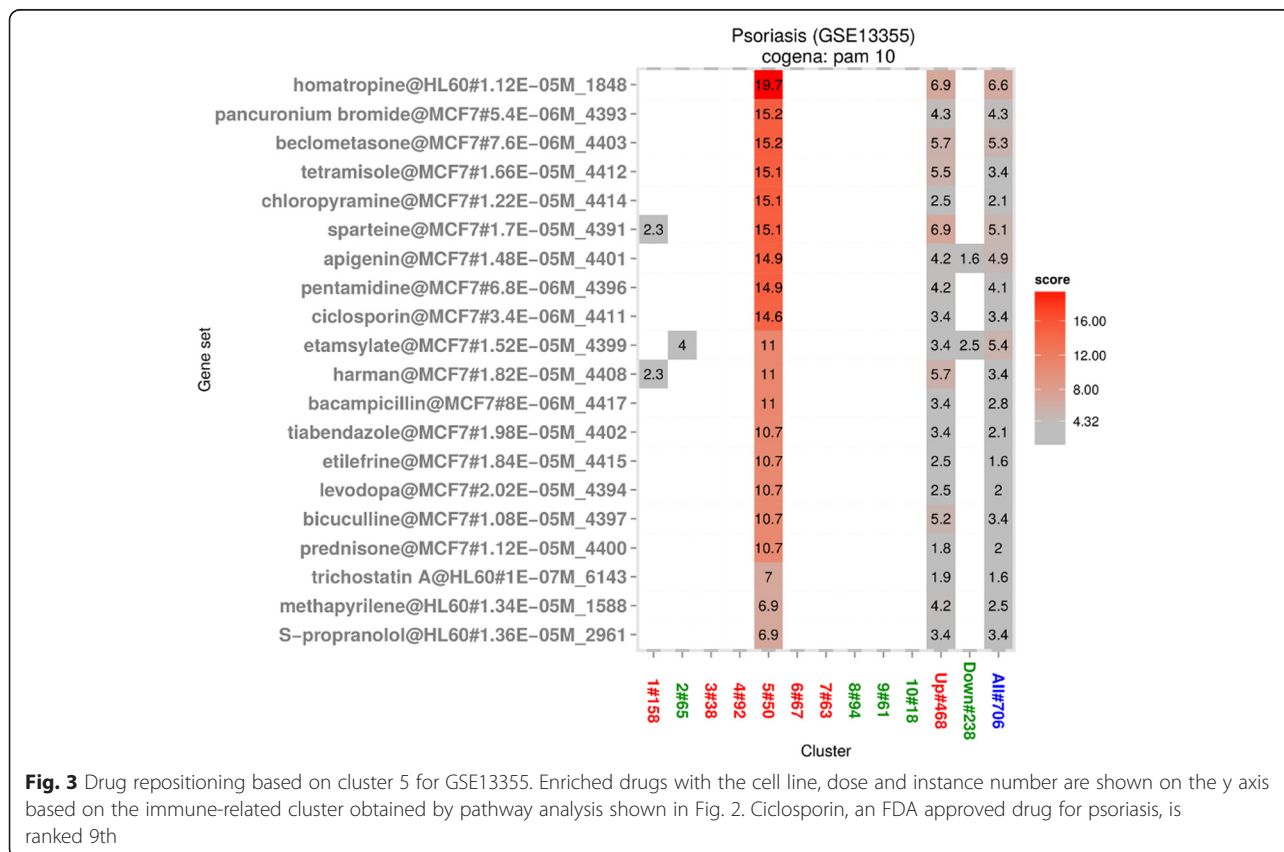 Psoriasis (GSE13355)
cogena: pam 10
Gene set
homatropine@HL60#1.12E−05M_1848 19.7 6.9 6.6
pancuronium bromide@MCF7#5.4E−06M_4393 15.2 4.3 4.3
beclometasone@MCF7#7.6E−06M_4403 15.2 5.7 5.3
tetramisole@MCF7#1.66E−05M_4412 15.1 5.5 3.4
chloropyramine@MCF7#1.22E−05M_4414 15.1 2.5 2.1
sparteine@MCF7#1.7E−05M_4391 2.3 15.1 6.9 5.1
apigenin@MCF7#1.48E−05M_4401 14.9 4.2 1.6 4.9
pentamidine@MCF7#6.8E−06M_4396 14.9 4.2 4.1
ciclosporin@MCF7#3.4E−06M_4411 14.6 3.4 3.4
etamsylate@MCF7#1.52E−05M_4399 4 11 3.4 2.5 5.4
harman@MCF7#1.82E−05M_4408 2.3 11 5.7 3.4
bacampicillin@MCF7#8E−06M_4417 11 3.4 2.8
tiabendazole@MCF7#1.98E−05M_4402 10.7 3.4 2.1
etilefrine@MCF7#1.84E−05M_4415 10.7 2.5 1.6
levodopa@MCF7#2.02E−05M_4394 10.7 2.5 2
bicuculline@MCF7#1.08E−05M_4397 10.7 5.2 3.4
prednisone@MCF7#1.12E−05M_4400 10.7 1.8 2
trichostatin A@HL60#1E−07M_6143 7 1.9 1.6
methapyrilene@HL60#1.34E−05M_1588 6.9 4.2 2.5
S−propranolol@HL60#1.36E−05M_2961 6.9 3.4 3.4
1#158 2#65 3#38 4#92 5#50 6#67 7#63 8#94 9#61 10#18 Up#468 Down#238 All#706
Cluster
score
16.00
12.00
8.00
4.32
Fig. 3 Drug repositioning based on cluster 5 for GSE13355. Enriched drugs with the cell line, dose and instance number are shown on the y axis
based on the immune-related cluster obtained by pathway analysis shown in Fig. 2. Ciclosporin, an FDA approved drug for psoriasis, is
ranked 9th